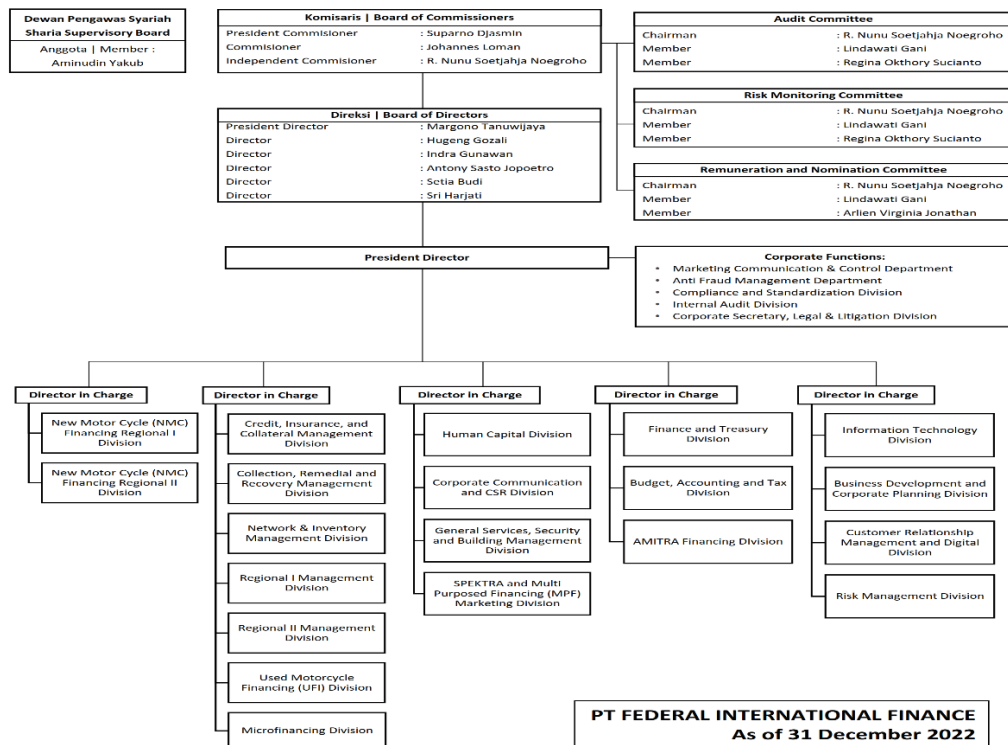 Dewan Pengawas Syariah
Sharia Supervisory Board
Anggota | Member :
Aminudin Yakub
Komisaris | Board of Commissioners
President Commisioner : Suparno Djasmin
Commisioner : Johannes Loman
Independent Commisioner : R. Nunu Soetjahja Noegroho
Audit Committee
Chairman : R. Nunu Soetjahja Noegroho
Member : Lindawati Gani
Member : Regina Okthory Sucianto
Risk Monitoring Committee
Chairman : R. Nunu Soetjahja Noegroho
Member : Lindawati Gani
Member : Regina Okthory Sucianto
Remuneration and Nomination Committee
Chairman : R. Nunu Soetjahja Noegroho
Member : Lindawati Gani
Member : Arlien Virginia Jonathan
Direksi | Board of Directors
President Director : Margono Tanuwijaya
Director : Hugeng Gozali
Director : Indra Gunawan
Director : Antony Sasto Jopoetro
Director : Setia Budi
Director : Sri Harjati
President Director
Corporate Functions:
• Marketing Communication & Control Department
• Anti Fraud Management Department
• Compliance and Standardization Division
• Internal Audit Division
• Corporate Secretary, Legal & Litigation Division
Director in Charge
New Motor Cycle (NMC)
Financing Regional I
Division
New Motor Cycle (NMC)
Financing Regional II
Division
Director in Charge
Credit, Insurance, and
Collateral Management
Division
Collection, Remedial and
Recovery Management
Division
Network & Inventory
Management Division
Regional I Management
Division
Regional II Management
Division
Used Motorcycle
Financing (UFI) Division
Microfinancing Division
Director in Charge
Human Capital Division
Corporate Communication
and CSR Division
General Services, Security
and Building Management
Division
SPEKTRA and Multi
Purposed Financing (MPF)
Marketing Division
Director in Charge
Finance and Treasury
Division
Budget, Accounting and Tax
Division
AMITRA Financing Division
Director in Charge
Information Technology
Division
Business Development and
Corporate Planning Division
Customer Relationship
Management and Digital
Division
Risk Management Division
PT FEDERAL INTERNATIONAL FINANCE
As of 31 December 2022